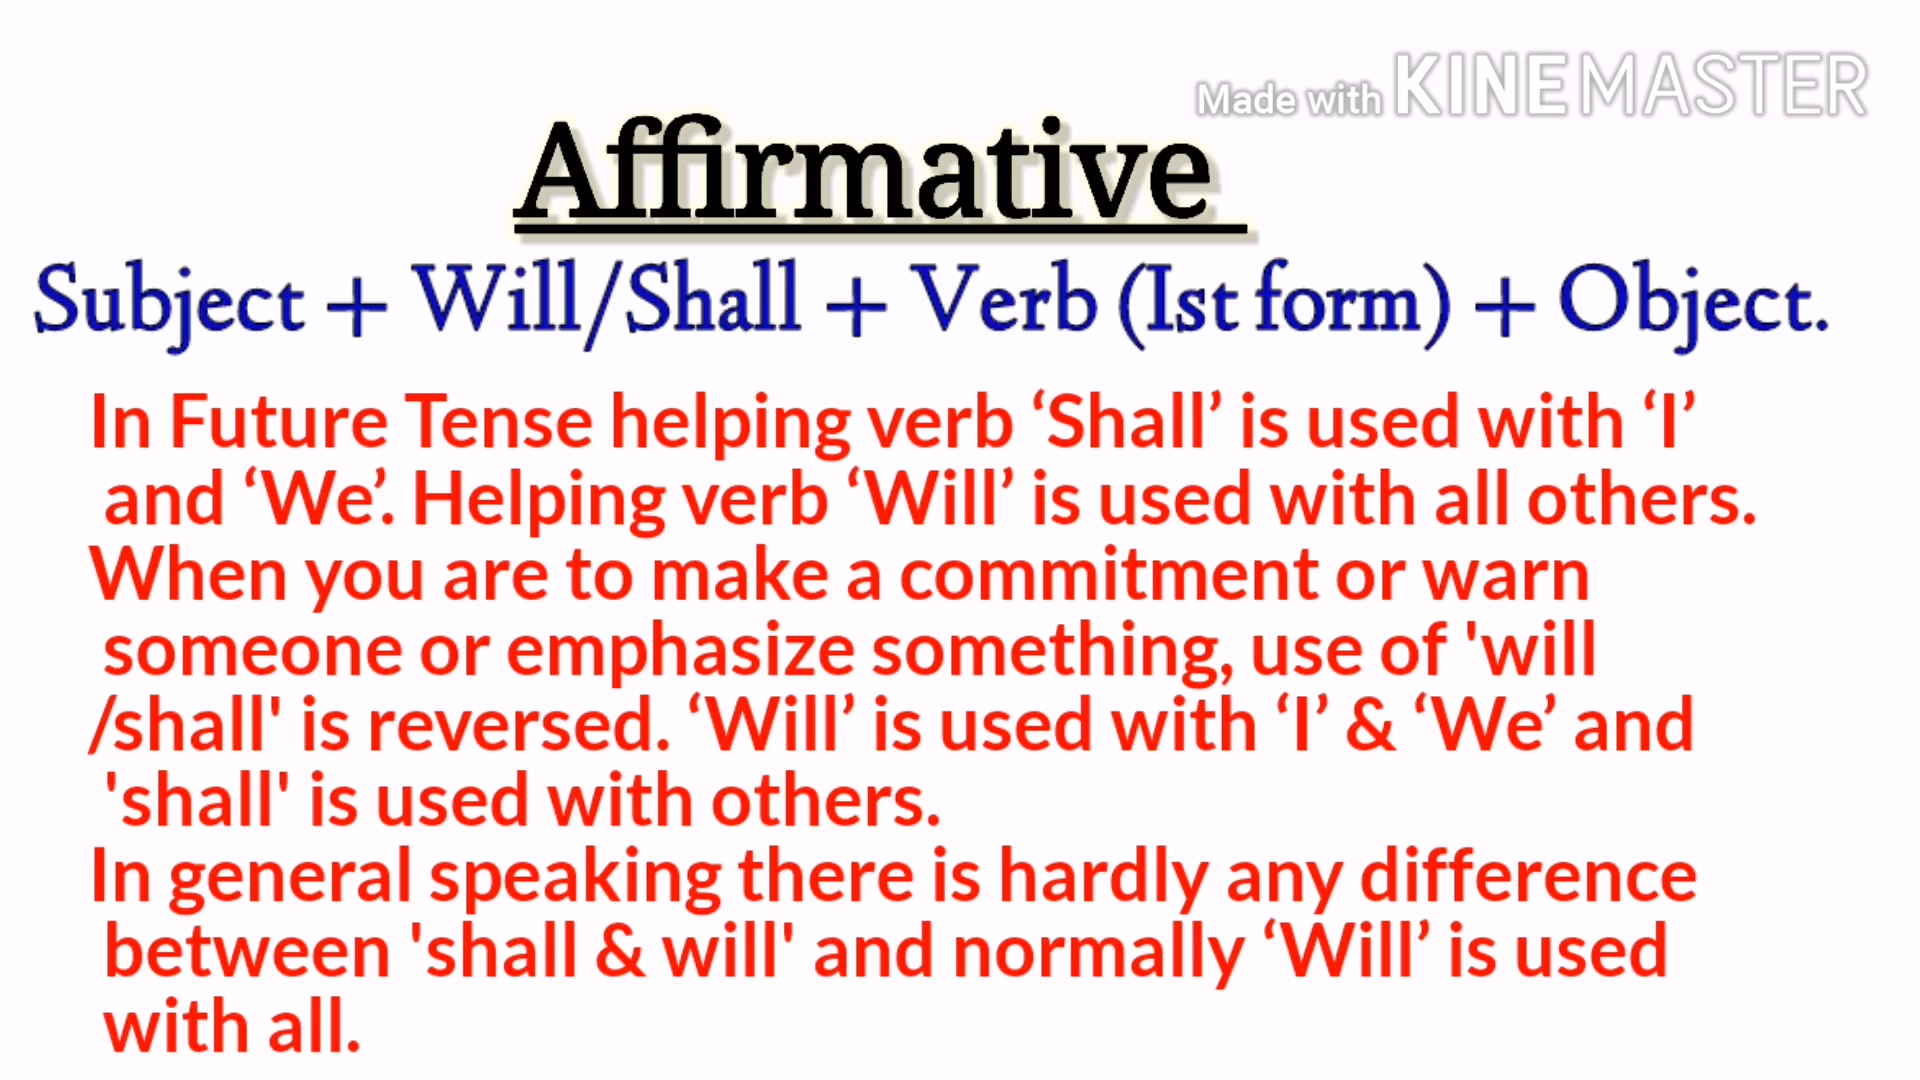 Made with KINEMASTER
Affirmative
Subject + Will/Shall + Verb (Ist form) + Object.
In Future Tense helping verb ‘Shall’ is used with ‘I’
and ‘We’. Helping verb ‘Will’ is used with all others.
When you are to make a commitment or warn
someone or emphasize something, use of 'will
/shall' is reversed. ‘Will’ is used with ‘I’ & ‘We’ and
'shall' is used with others.
In general speaking there is hardly any difference
between 'shall & will' and normally ‘Will’ is used
with all.